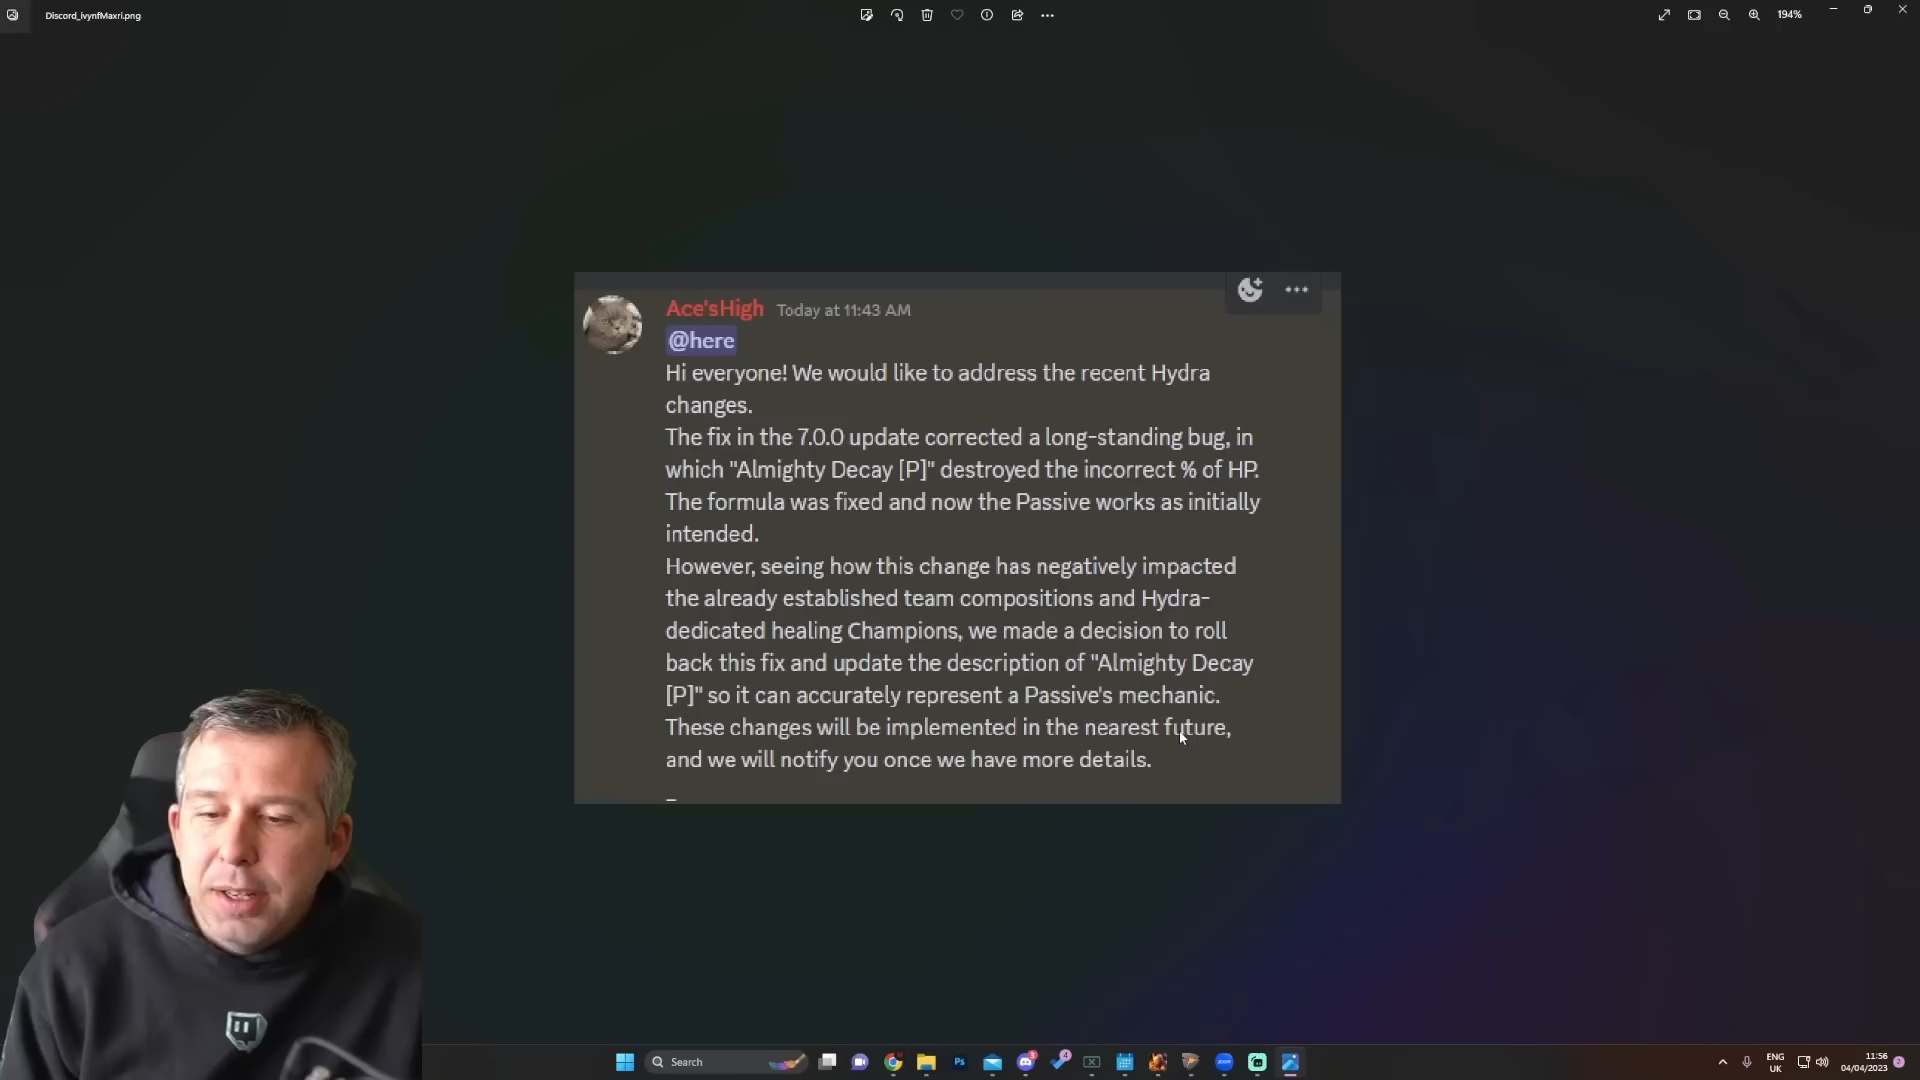 Discord_ivynfMaxri.png
194%
Ace'sHigh Today at 11:43 AM
@here
Hi everyone! We would like to address the recent Hydra
changes.
The fix in the 7.0.0 update corrected a long-standing bug, in
which "Almighty Decay [P]" destroyed the incorrect % of HP.
The formula was fixed and now the Passive works as initially
intended.
However, seeing how this change has negatively impacted
the already established team compositions and Hydra-
dedicated healing Champions, we made a decision to roll
back this fix and update the description of "Almighty Decay
[P]" so it can accurately represent a Passive's mechanic.
These changes will be implemented in the nearest future,
and we will notify you once we have more details.
Search
Ps
3
4
zoom
ENG
UK
11:56
04/04/2023
2